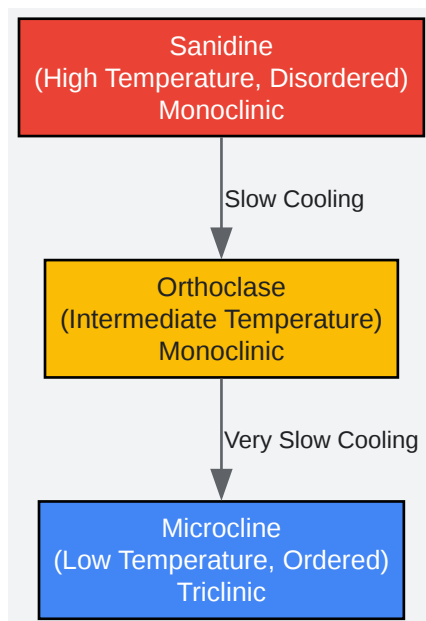 Sanidine
(High Temperature, Disordered)
Monoclinic
Slow Cooling
Orthoclase
(Intermediate Temperature)
Monoclinic
Very Slow Cooling
Microcline
(Low Temperature, Ordered)
Triclinic